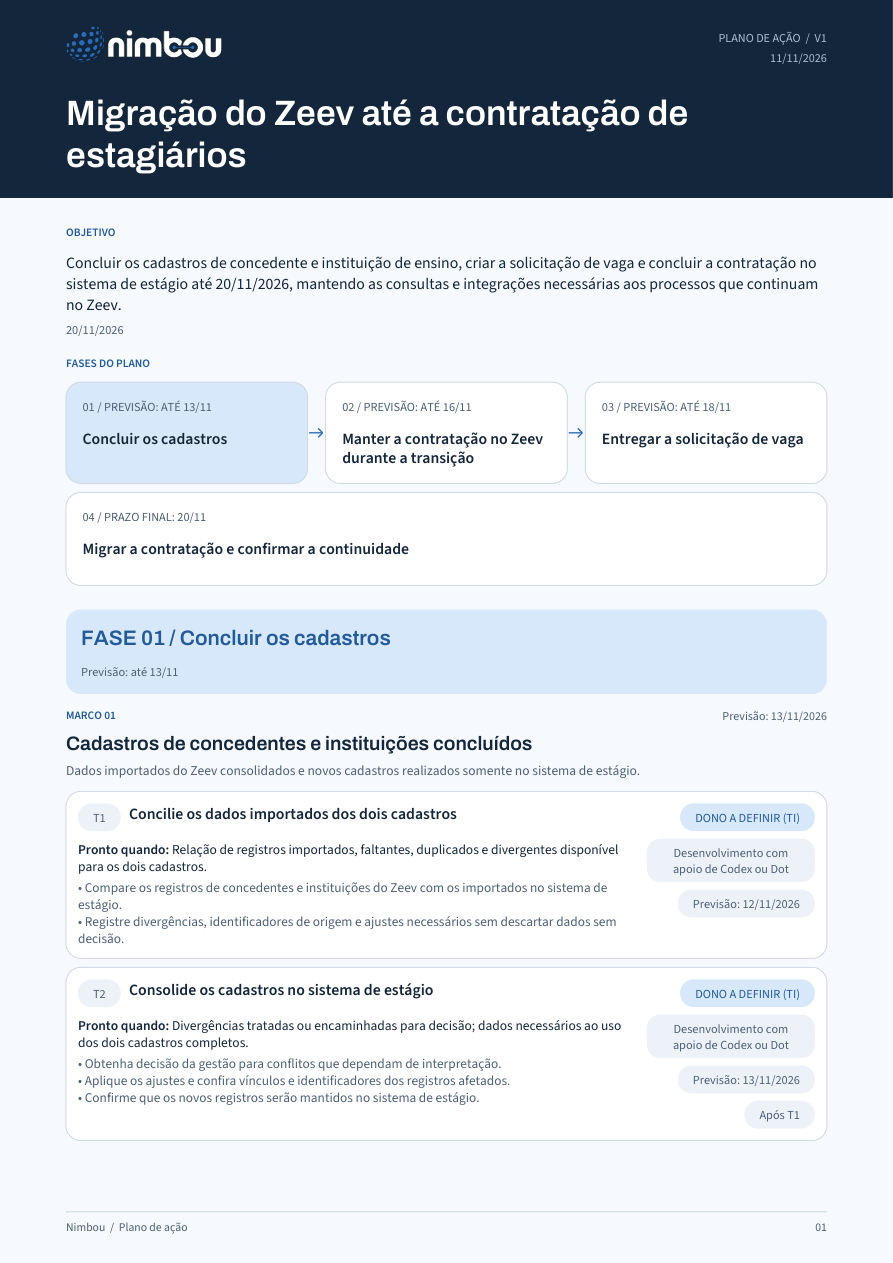 nimbou
PLANO DE AÇÃO / V1
11/11/2026
Migração do Zeev até a contratação de
estagiários
OBJETIVO
Concluir os cadastros de concedente e instituição de ensino, criar a solicitação de vaga e concluir a contratação no
sistema de estágio até 20/11/2026, mantendo as consultas e integrações necessárias aos processos que continuam
no Zeev.
20/11/2026
FASES DO PLANO
01 / PREVISÃO: ATÉ 13/11
Concluir os cadastros
→
02 / PREVISÃO: ATÉ 16/11
Manter a contratação no Zeev
durante a transição
→
03 / PREVISÃO: ATÉ 18/11
Entregar a solicitação de vaga
04 / PRAZO FINAL: 20/11
Migrar a contratação e confirmar a continuidade
FASE 01 / Concluir os cadastros
Previsão: até 13/11
MARCO 01
Previsão: 13/11/2026
Cadastros de concedentes e instituições concluídos
Dados importados do Zeev consolidados e novos cadastros realizados somente no sistema de estágio.
T1
Concilie os dados importados dos dois cadastros
Pronto quando: Relação de registros importados, faltantes, duplicados e divergentes disponível
para os dois cadastros.
• Compare os registros de concedentes e instituições do Zeev com os importados no sistema de
estágio.
• Registre divergências, identificadores de origem e ajustes necessários sem descartar dados sem
decisão.
DONO A DEFINIR (TI)
Desenvolvimento com
apoio de Codex ou Dot
Previsão: 12/11/2026
T2
Consolide os cadastros no sistema de estágio
Pronto quando: Divergências tratadas ou encaminhadas para decisão; dados necessários ao uso
dos dois cadastros completos.
• Obtenha decisão da gestão para conflitos que dependam de interpretação.
• Aplique os ajustes e confira vínculos e identificadores dos registros afetados.
• Confirme que os novos registros serão mantidos no sistema de estágio.
DONO A DEFINIR (TI)
Desenvolvimento com
apoio de Codex ou Dot
Previsão: 13/11/2026
Após T1
Nimbou / Plano de ação
01